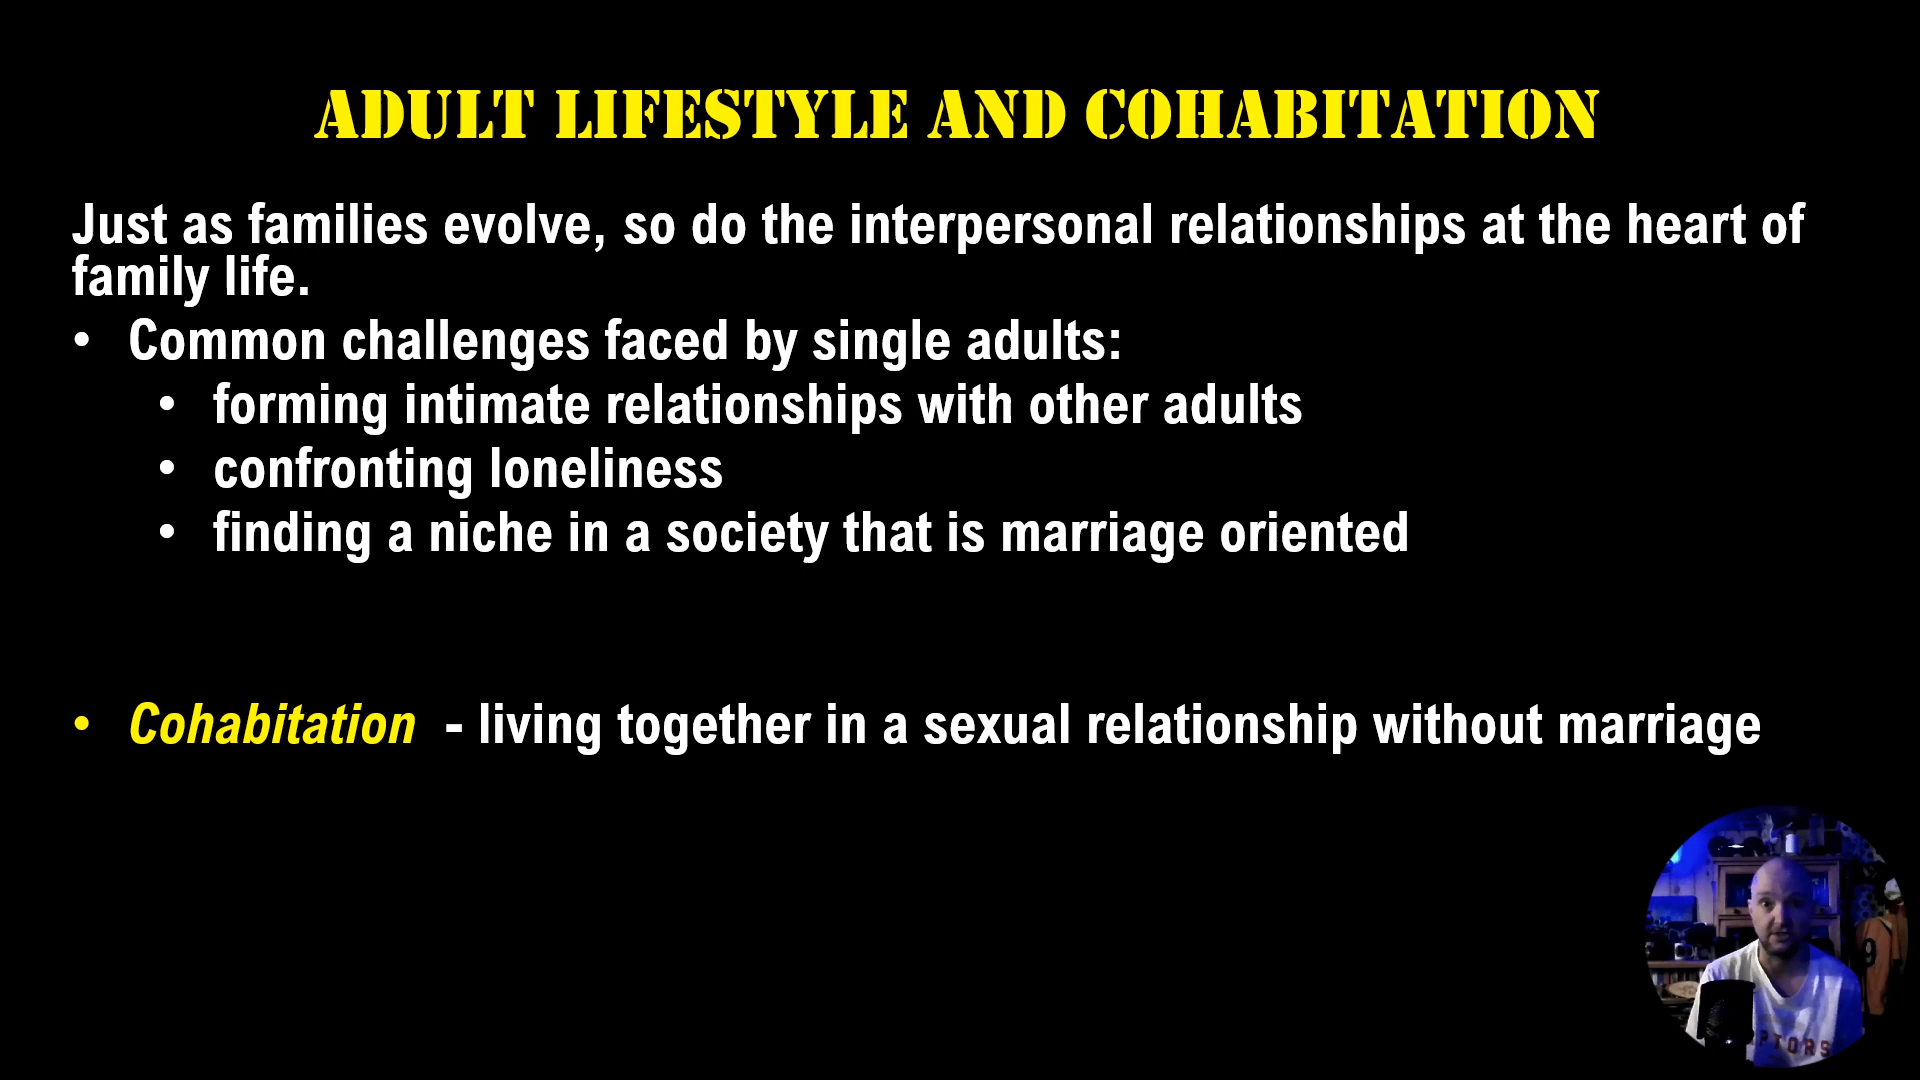 ADULT LIFESTYLE AND COHABITATION
Just as families evolve, so do the interpersonal relationships at the heart of
family life.
• Common challenges faced by single adults:
• forming intimate relationships with other adults
• confronting loneliness
• finding a niche in a society that is marriage oriented
• Cohabitation - living together in a sexual relationship without marriage
9
PTORS